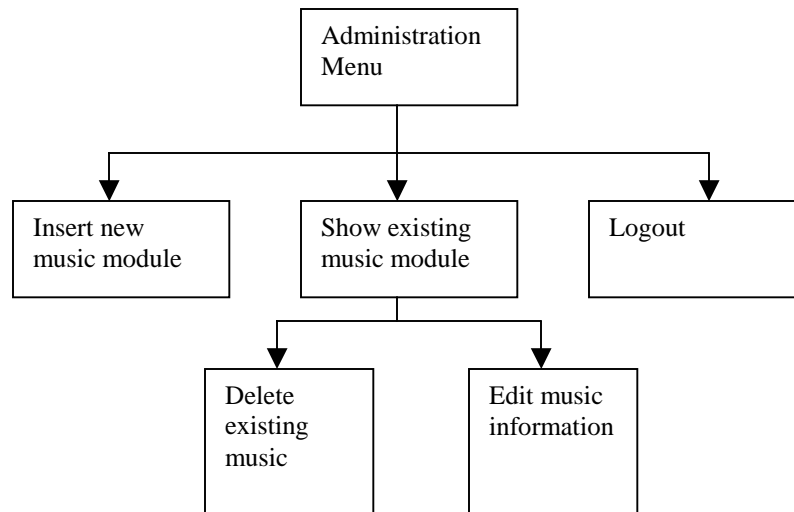 Administration
Menu
Insert new
music module
Show existing
music module
Logout
Delete
existing
music
Edit music
information